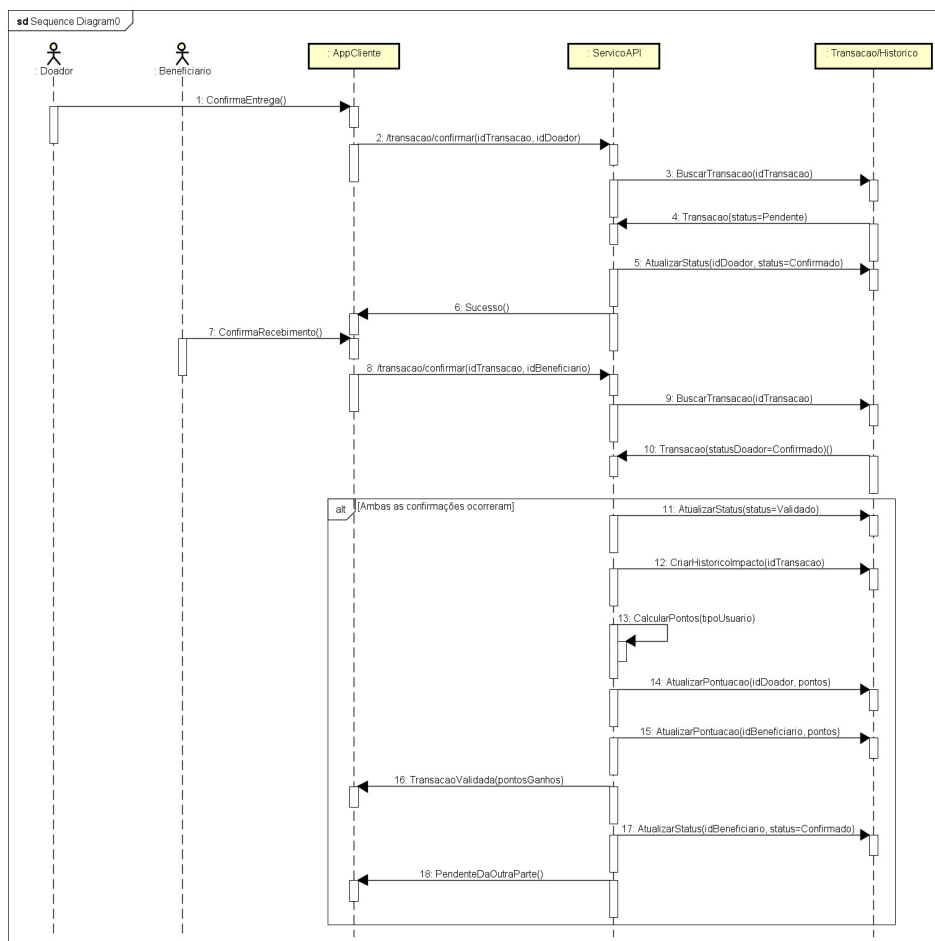 sd Sequence Diagram0
: Doador
: Beneficiario
: AppCliente
: ServicoAPI
: Transacao/Historico
1: ConfirmaEntrega()
2: /transacao/confirmar(idTransacao, idDoador)
3: BuscarTransacao(idTransacao)
4: Transacao(status=Pendente)
5: AtualizarStatus(idDoador, status=Confirmado)
6: Sucesso()
7: ConfirmaRecebimento()
8: /transacao/confirmar(idTransacao, idBeneficiario)
9: BuscarTransacao(idTransacao)
10: Transacao(statusDoador=Confirmado)()
alt
[Ambas as confirmações ocorreram]
11: AtualizarStatus(status=Validado)
12: CriarHistoricoImpacto(idTransacao)
13: CalcularPontos(tipoUsuario)
14: AtualizarPontuacao(idDoador, pontos)
15: AtualizarPontuacao(idBeneficiario, pontos)
16: TransacaoValidada(pontosGanhos)
17: AtualizarStatus(idBeneficiario, status=Confirmado)
18: PendenteDaOutraParte()